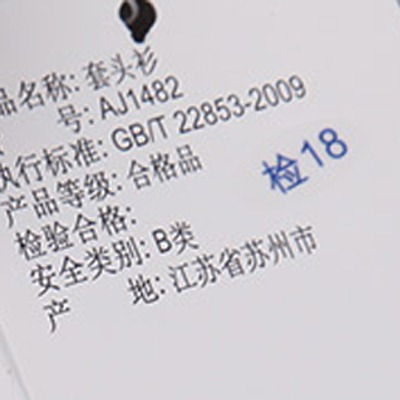 品名称: 套头衫
号: AJ1482
执行标准: GB/T 22853-2009
产品等级: 合格品
检验合格: 检18
安全类别: B类
产 地: 江苏省苏州市